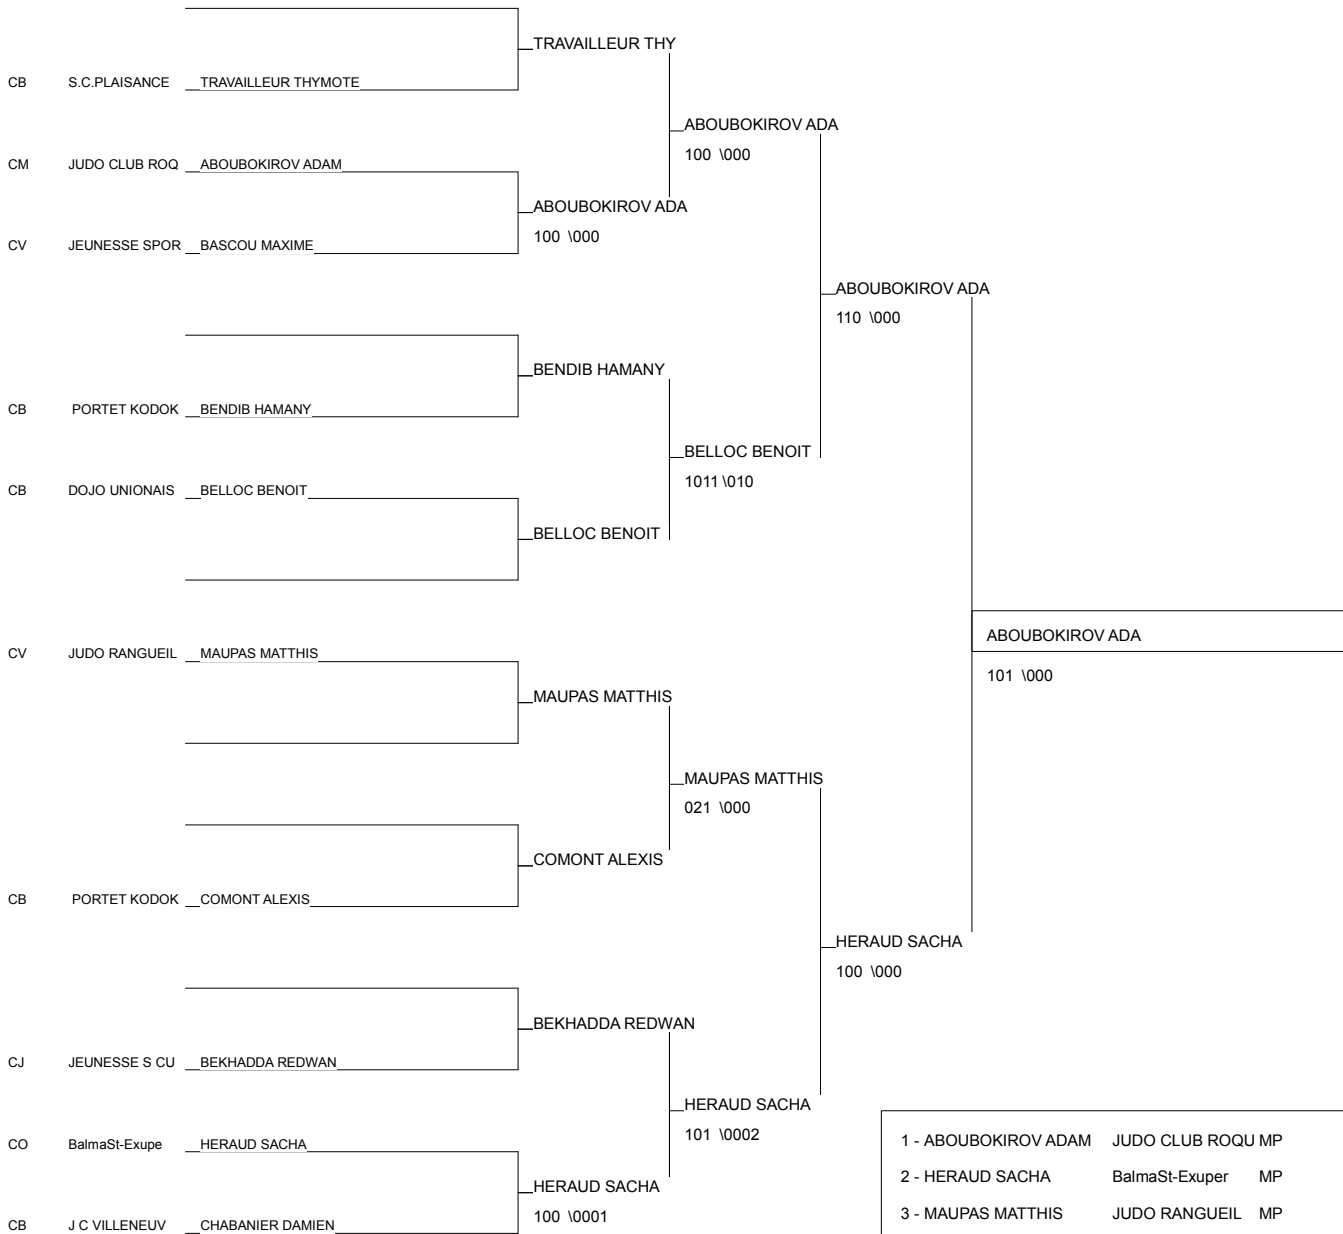 TRAVAILLEUR THY
CB S.C.PLAISANCE TRAVAILLEUR THYMOTE
ABOUBOKIROV ADA
100 \000
CM JUDO CLUB ROQ ABOUBOKIROV ADAM
ABOUBOKIROV ADA
100 \000
CV JEUNESSE SPOR BASCOU MAXIME
ABOUBOKIROV ADA
110 \000
BENDIB HAMANY
CB PORTET KODOK BENDIB HAMANY
BELLOC BENOIT
1011 \010
CB DOJO UNIONAIS BELLOC BENOIT
BELLOC BENOIT
ABOUBOKIROV ADA
101 \000
CV JUDO RANGUEIL MAUPAS MATTHIS
MAUPAS MATTHIS
MAUPAS MATTHIS
021 \000
COMONT ALEXIS
CB PORTET KODOK COMONT ALEXIS
HERAUD SACHA
100 \000
BEKHADDA REDWAN
CJ JEUNESSE S CU BEKHADDA REDWAN
HERAUD SACHA
101 \0002
CO BalmaSt-Exupe HERAUD SACHA
HERAUD SACHA
100 \0001
CB J C VILLENEUV CHABANIER DAMIEN
1 - ABOUBOKIROV ADAM JUDO CLUB ROQU MP
2 - HERAUD SACHA BalmaSt-Exuper MP
3 - MAUPAS MATTHIS JUDO RANGUEIL MP